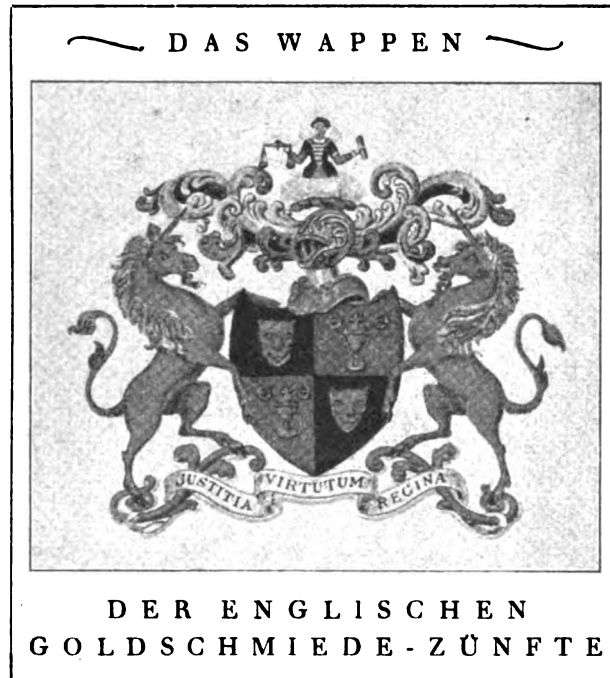 DAS WAPPEN
JUSTITIA VIRTUTUM REGINA
DER ENGLISCHEN
GOLDSCHMIEDE-ZÜNFTE